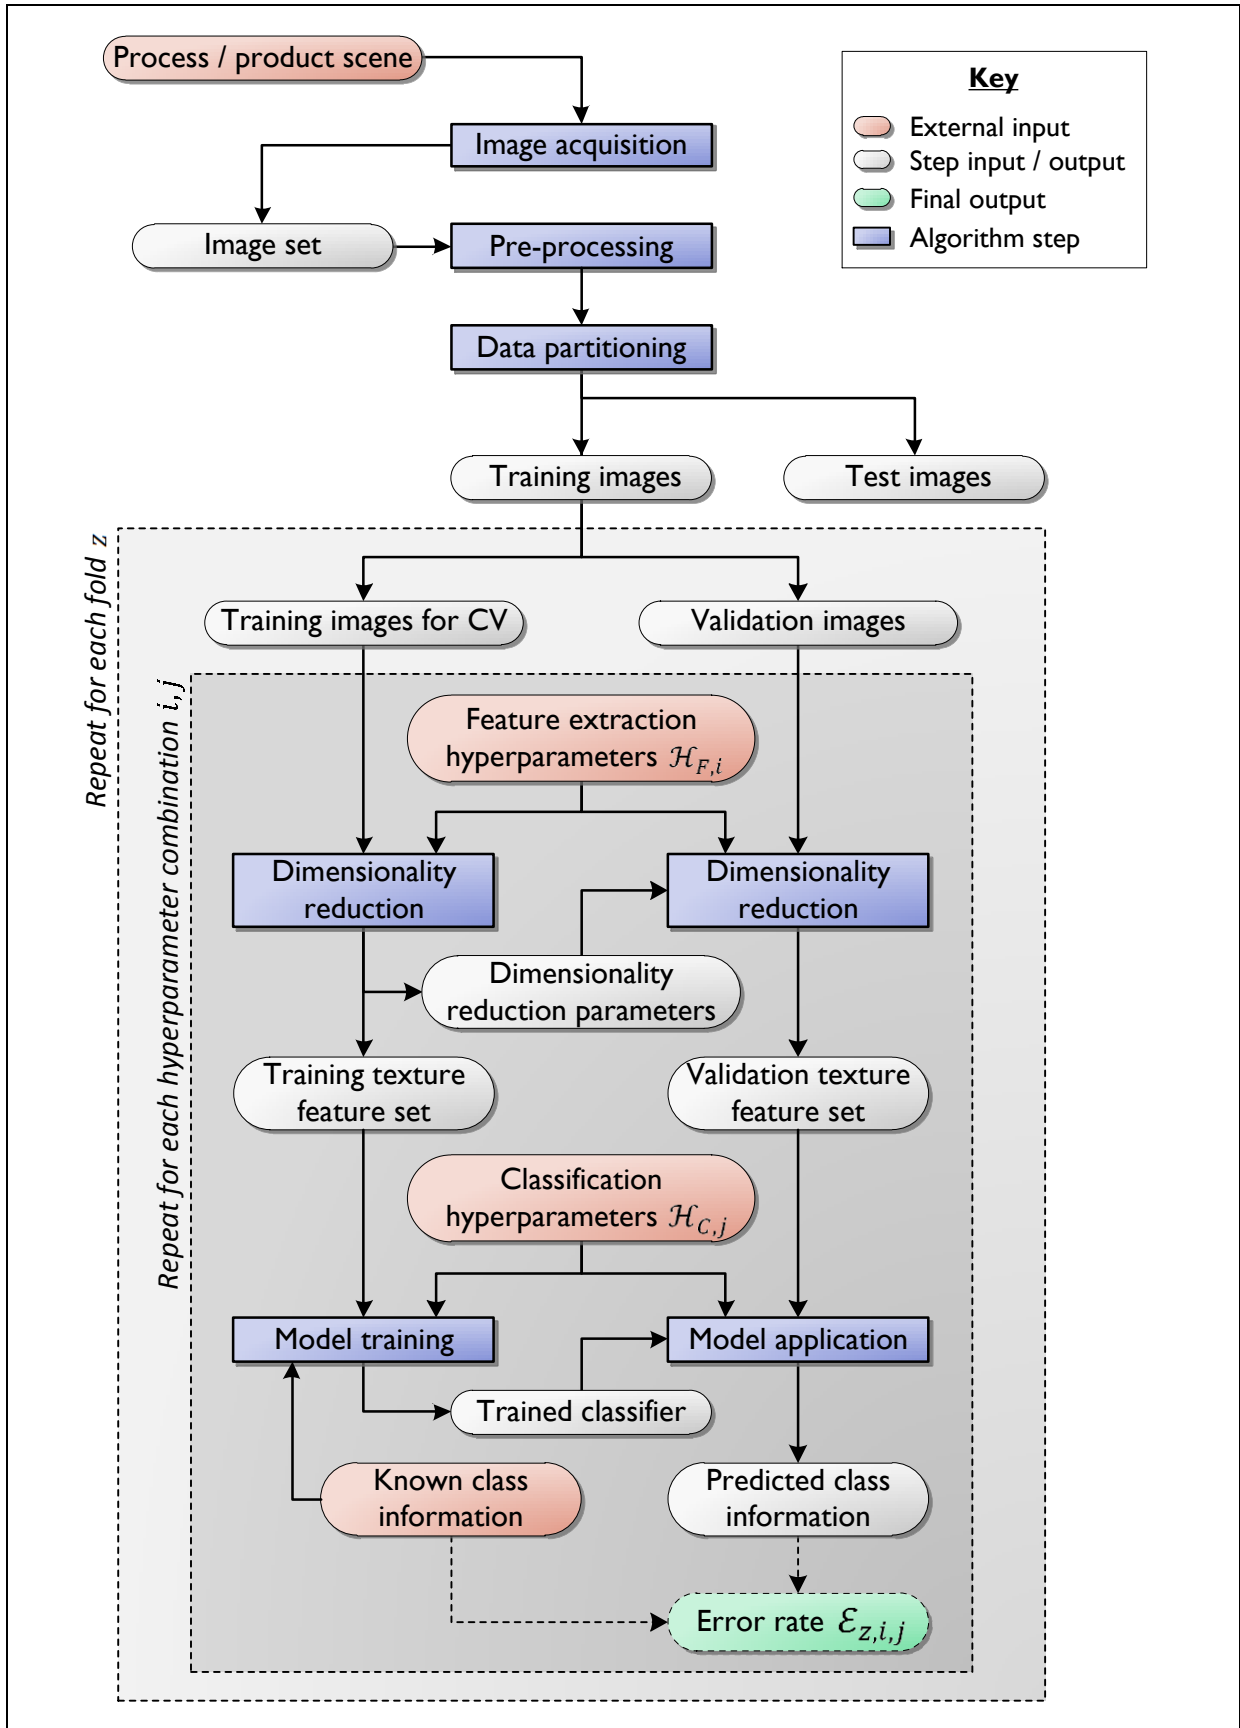 Process / product scene
Key
External input
Step input / output
Final output
Algorithm step
Image acquisition
Image set
Pre-processing
Data partitioning
Training images
Test images
Repeat for each fold z
Training images for CV
Validation images
Repeat for each hyperparameter combination i, j
Feature extraction
hyperparameters ℋF,i
Dimensionality
reduction
Dimensionality
reduction
Dimensionality
reduction parameters
Training texture
feature set
Validation texture
feature set
Classification
hyperparameters ℋC,j
Model training
Model application
Trained classifier
Known class
information
Predicted class
information
Error rate ℰz,i,j